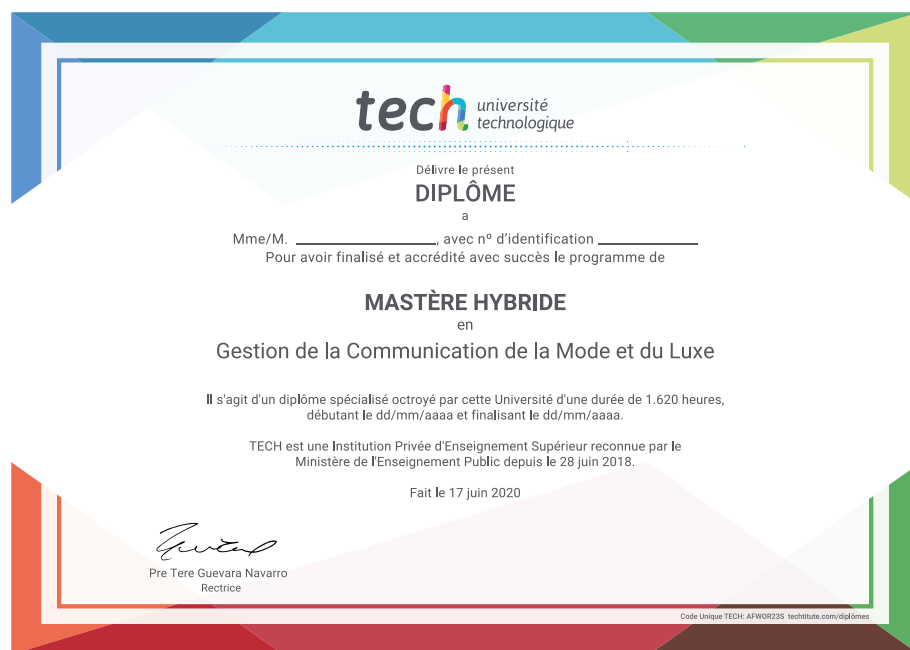 tech université
technologique
Délivre le présent
DIPLÔME
a
Mme/M. ________________, avec nº d'identification ____________
Pour avoir finalisé et accrédité avec succès le programme de
MASTÈRE HYBRIDE
en
Gestion de la Communication de la Mode et du Luxe
Il s'agit d'un diplôme spécialisé octroyé par cette Université d'une durée de 1.620 heures,
débutant le dd/mm/aaaa et finalisant le dd/mm/aaaa.
TECH est une Institution Privée d'Enseignement Supérieur reconnue par le
Ministère de l'Enseignement Public depuis le 28 juin 2018.
Fait le 17 juin 2020
Pre Tere Guevara Navarro
Rectrice
Code Unique TECH: AFWOR23S techtitute.com/diplômes